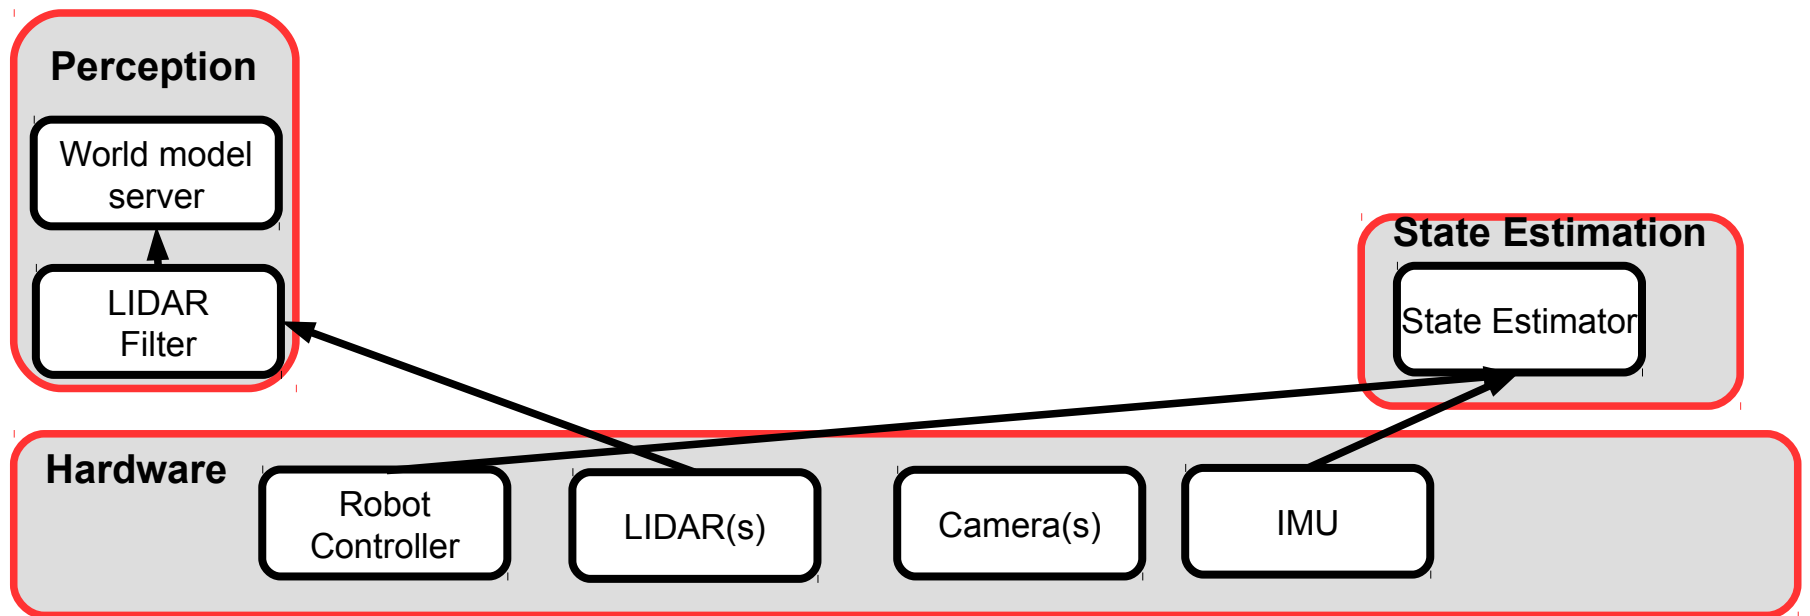 Perception
World model
server
LIDAR
Filter
State Estimation
State Estimator
Hardware
Robot
Controller
LIDAR(s)
Camera(s)
IMU